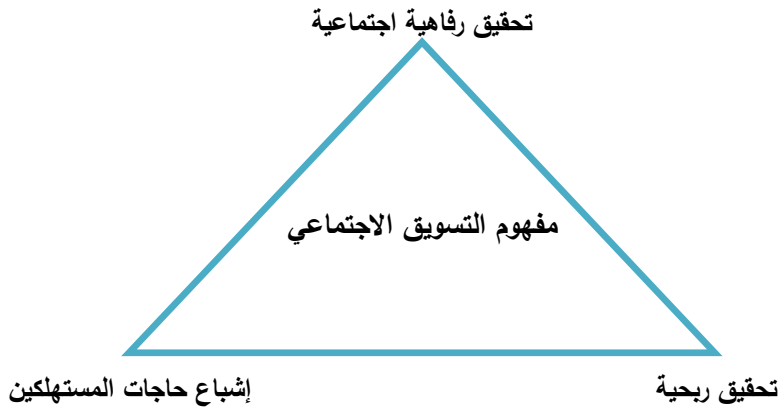 تحقيق رفاهية اجتماعية
مفهوم التسويق الاجتماعي
تحقيق ربحية
إشباع حاجات المستهلكين